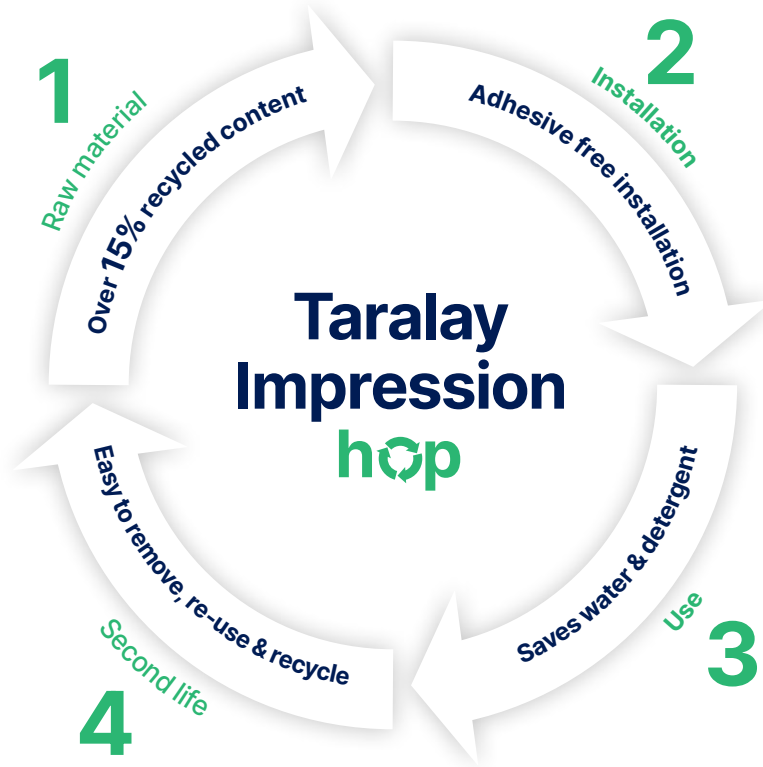 1
Raw material
Over 15% recycled content
2
Installation
Adhesive free installation
Taralay
Impression
hop
3
Use
Saves water & detergent
4
Second life
Easy to remove, re-use & recycle